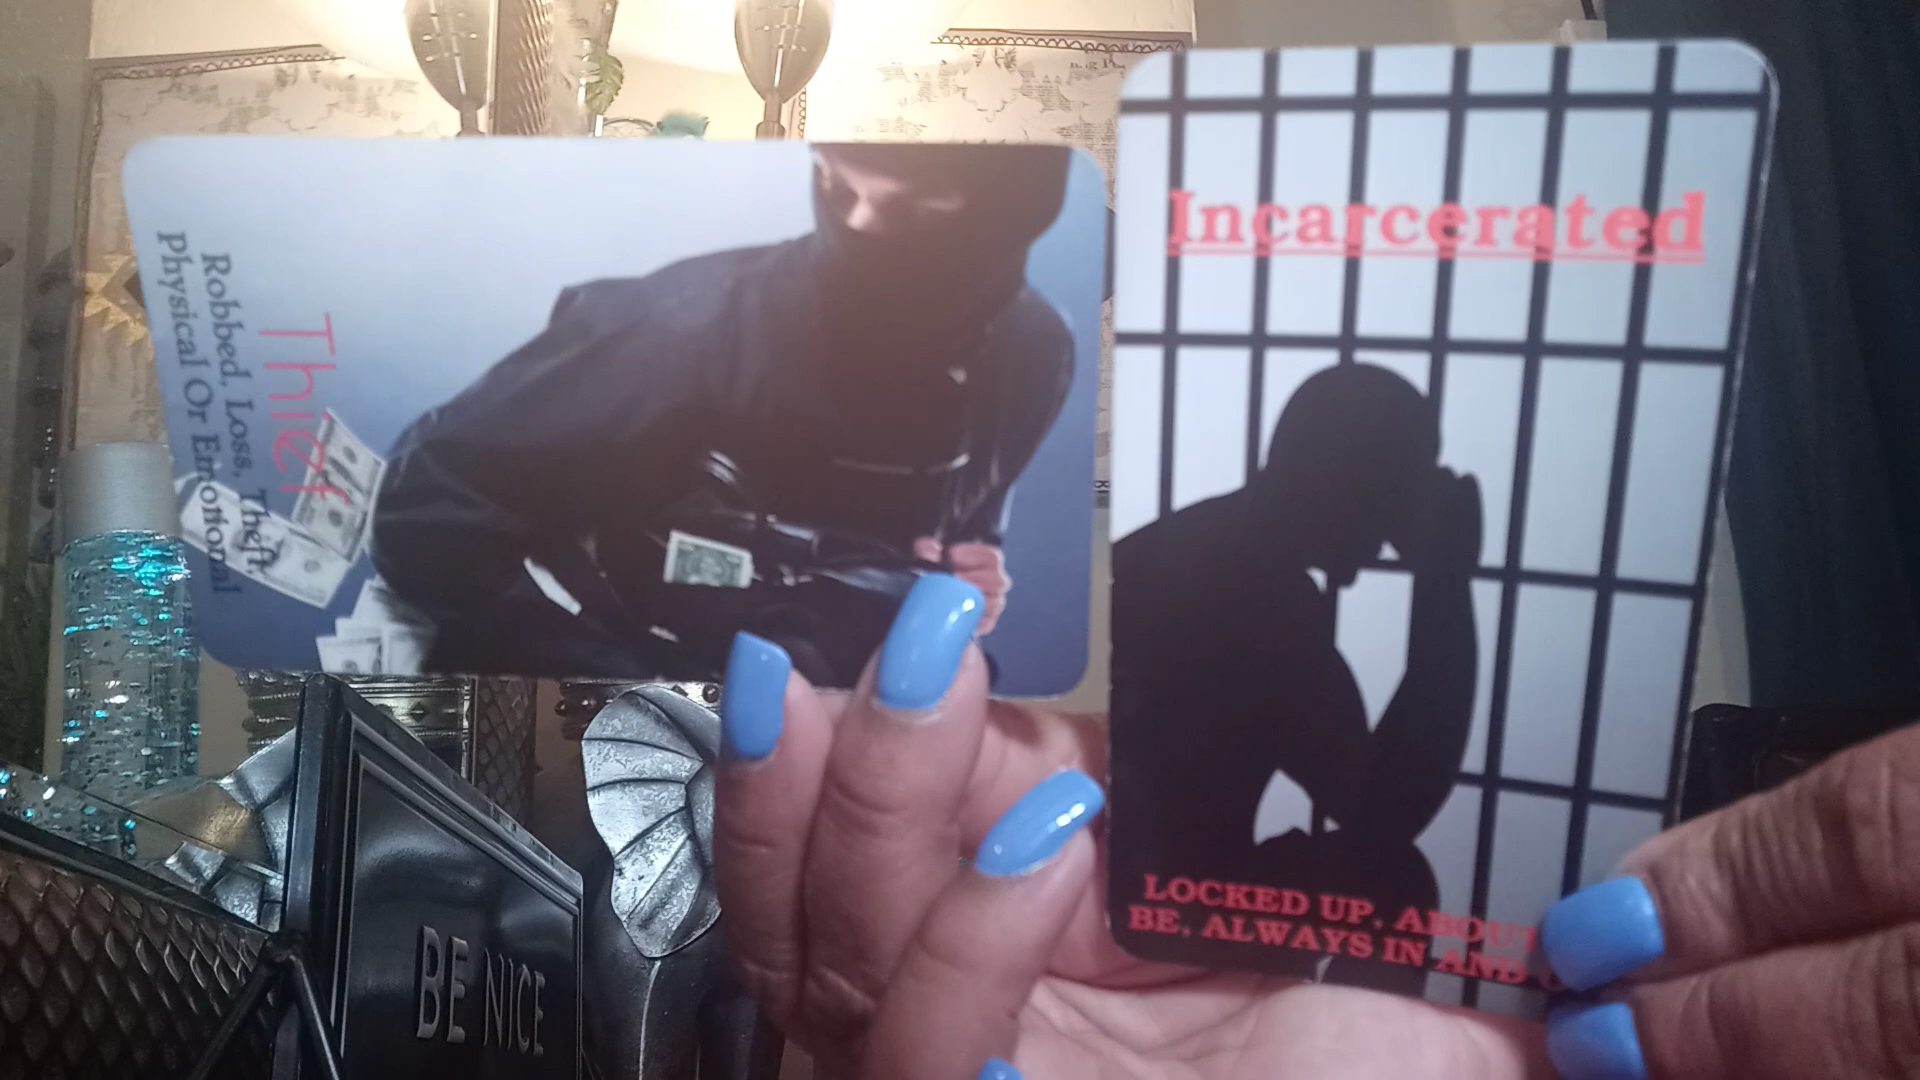 Thief
Robbed, Loss, Theft
Physical Or Emotional
Incarcerated
LOCKED UP. ABOUT
BE. ALWAYS IN AND
BE NICE